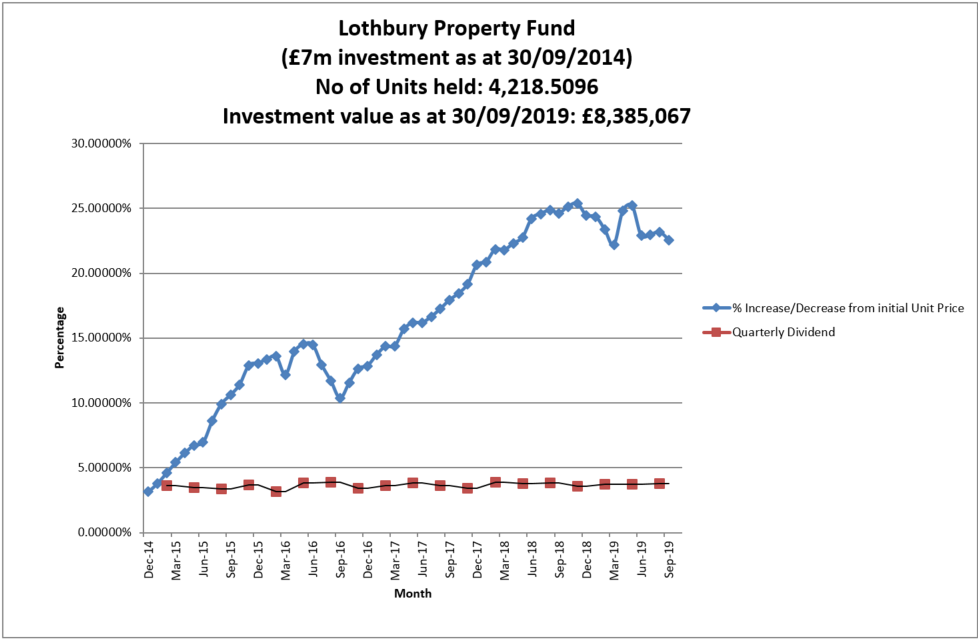 Lothbury Property Fund
(£7m investment as at 30/09/2014)
No of Units held: 4,218.5096
Investment value as at 30/09/2019: £8,385,067
30.00000%
25.00000%
20.00000%
15.00000%
10.00000%
5.00000%
0.00000%
Percentage
Dec-14
Mar-15
Jun-15
Sep-15
Dec-15
Mar-16
Jun-16
Sep-16
Dec-16
Mar-17
Jun-17
Sep-17
Dec-17
Mar-18
Jun-18
Sep-18
Dec-18
Mar-19
Jun-19
Sep-19
Month
% Increase/Decrease from initial Unit Price
Quarterly Dividend